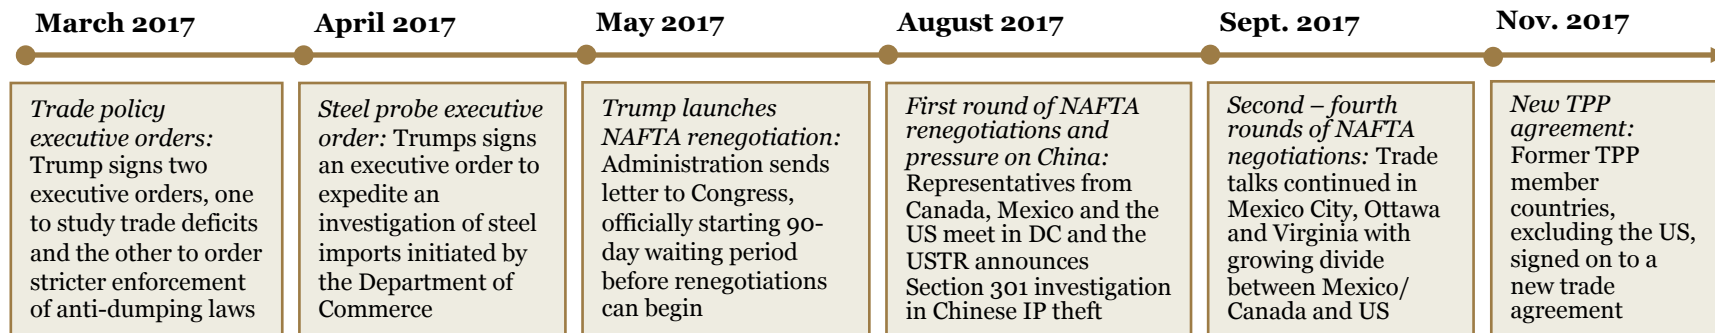 March 2017
April 2017
May 2017
August 2017
Sept. 2017
Nov. 2017
Trade policy
executive orders:
Trump signs two
executive orders, one
to study trade deficits
and the other to order
stricter enforcement
of anti-dumping laws
Steel probe executive
order: Trumps signs
an executive order to
expedite an
investigation of steel
imports initiated by
the Department of
Commerce
Trump launches
NAFTA renegotiation:
Administration sends
letter to Congress,
officially starting 90-
day waiting period
before renegotiations
can begin
First round of NAFTA
renegotiations and
pressure on China:
Representatives from
Canada, Mexico and the
US meet in DC and the
USTR announces
Section 301 investigation
in Chinese IP theft
Second – fourth
rounds of NAFTA
negotiations: Trade
talks continued in
Mexico City, Ottawa
and Virginia with
growing divide
between Mexico/
Canada and US
New TPP
agreement:
Former TPP
member
countries,
excluding the US,
signed on to a
new trade
agreement